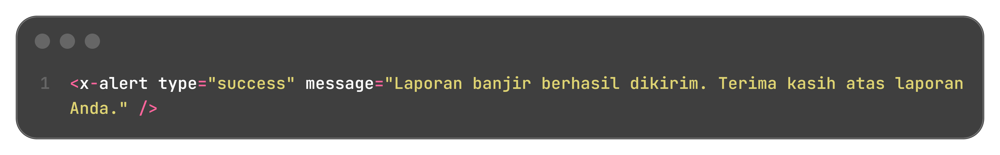 1 <x-alert type="success" message="Laporan banjir berhasil dikirim. Terima kasih atas laporan
Anda." />